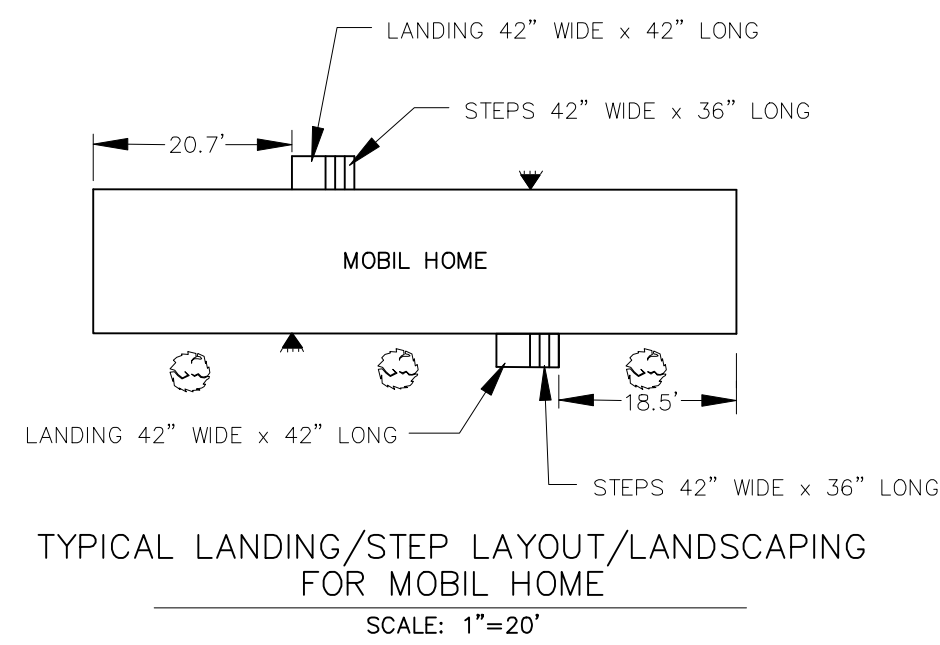 LANDING 42” WIDE x 42” LONG
STEPS 42” WIDE x 36” LONG
20.7’
MOBIL HOME
18.5’
LANDING 42” WIDE x 42” LONG
STEPS 42” WIDE x 36” LONG
TYPICAL LANDING/STEP LAYOUT/LANDSCAPING
FOR MOBIL HOME
SCALE: 1”=20’